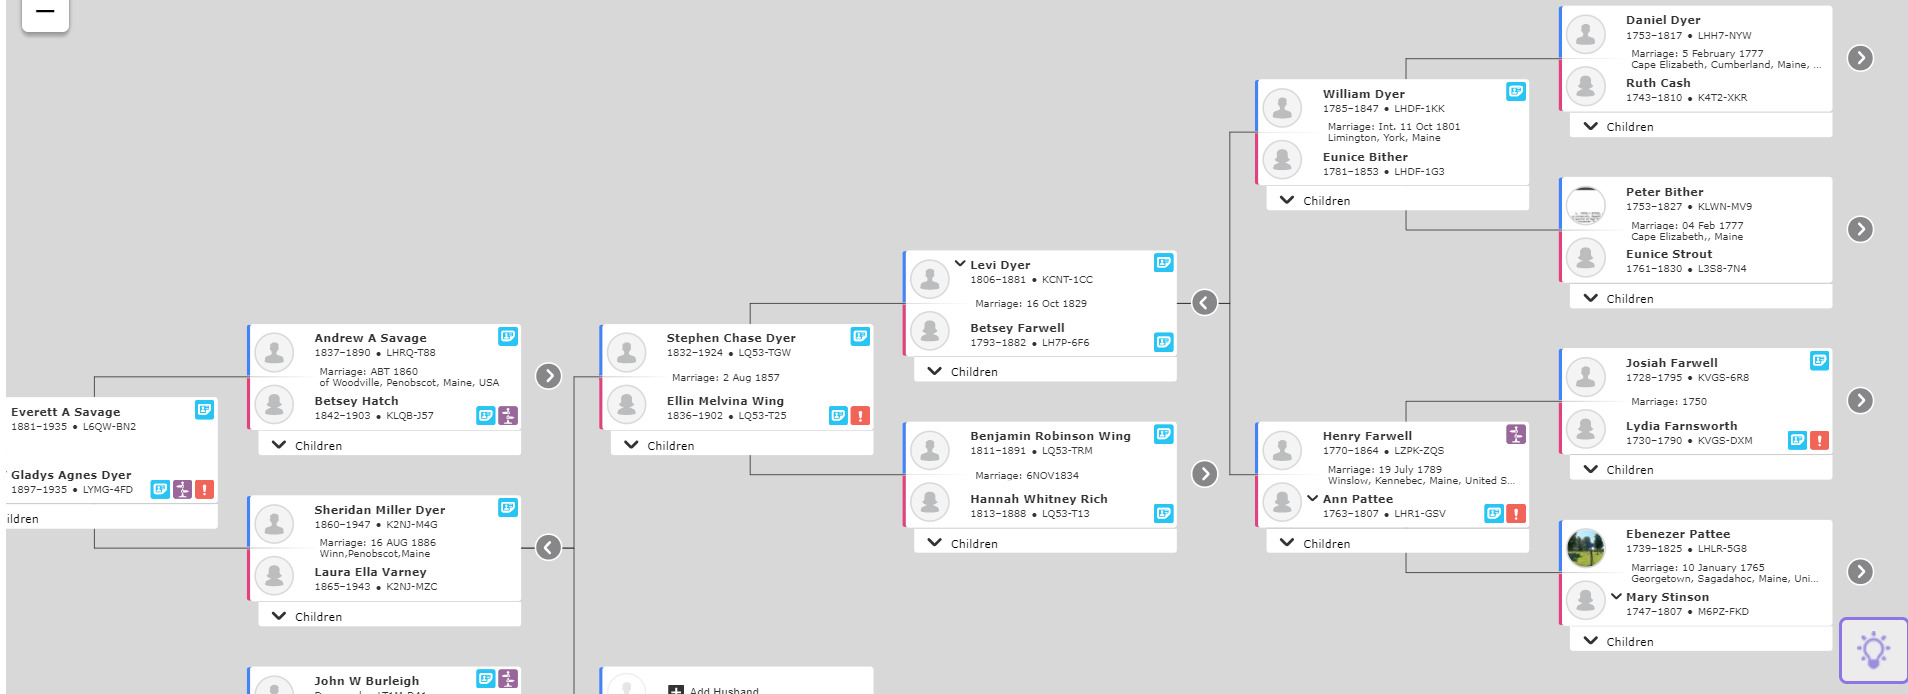 Everett A Savage
1881–1935 • L6QW-BN2
Gladys Agnes Dyer
1897–1935 • LYMG-4FD
ildren
Andrew A Savage
1837–1890 • LHRQ-T88
Marriage: ABT 1860
of Woodville, Penobscot, Maine, USA
Betsey Hatch
1842–1903 • KLQB-J57
Children
Sheridan Miller Dyer
1860–1947 • K2NJ-M4G
Marriage: 16 AUG 1886
Winn,Penobscot,Maine
Laura Ella Varney
1865–1943 • K2NJ-MZC
Children
John W Burleigh
Stephen Chase Dyer
1832–1924 • LQ53-TGW
Marriage: 2 Aug 1857
Ellin Melvina Wing
1836–1902 • LQ53-T25
Children
Add Husband
Levi Dyer
1806–1881 • KCNT-1CC
Marriage: 16 Oct 1829
Betsey Farwell
1793–1882 • LH7P-6F6
Children
Benjamin Robinson Wing
1811–1891 • LQ53-TRM
Marriage: 6NOV1834
Hannah Whitney Rich
1813–1888 • LQ53-T13
Children
William Dyer
1785–1847 • LHDF-1KK
Marriage: Int. 11 Oct 1801
Limington, York, Maine
Eunice Bither
1781–1853 • LHDF-1G3
Children
Henry Farwell
1770–1864 • LZPK-ZQS
Marriage: 19 July 1789
Winslow, Kennebec, Maine, United S...
Ann Pattee
1763–1807 • LHR1-GSV
Children
Daniel Dyer
1753–1817 • LHH7-NYW
Marriage: 5 February 1777
Cape Elizabeth, Cumberland, Maine, ...
Ruth Cash
1743–1810 • K4T2-XKR
Children
Peter Bither
1753–1827 • KLWN-MV9
Marriage: 04 Feb 1777
Cape Elizabeth,, Maine
Eunice Strout
1761–1830 • L3S8-7N4
Children
Josiah Farwell
1728–1795 • KVGS-6R8
Marriage: 1750
Lydia Farnsworth
1730–1790 • KVGS-DXM
Children
Ebenezer Pattee
1739–1825 • LHLR-5G8
Marriage: 10 January 1765
Georgetown, Sagadahoc, Maine, Uni...
Mary Stinson
1747–1807 • M6PZ-FKD
Children